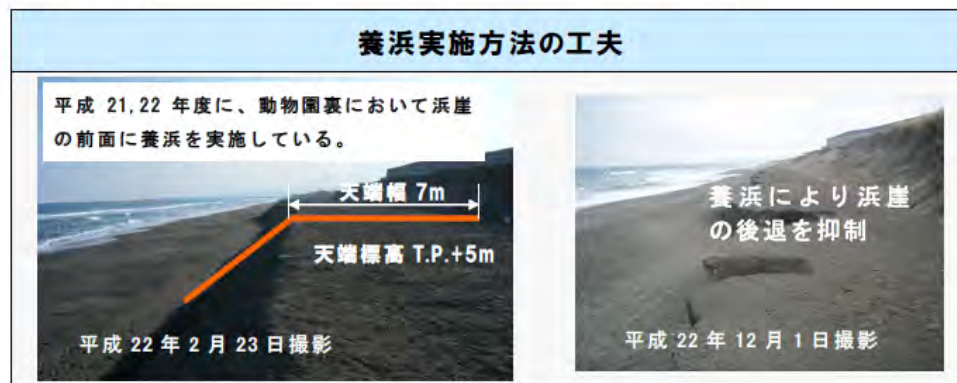 養浜実施方法の工夫
平成 21,22 年度に、動物園裏において浜崖
の前面に養浜を実施している。
天端幅 7m
天端標高 T.P.+5m
平成 22 年 2 月 23 日撮影
養浜により浜崖
の後退を抑制
平成 22 年 12 月 1 日撮影